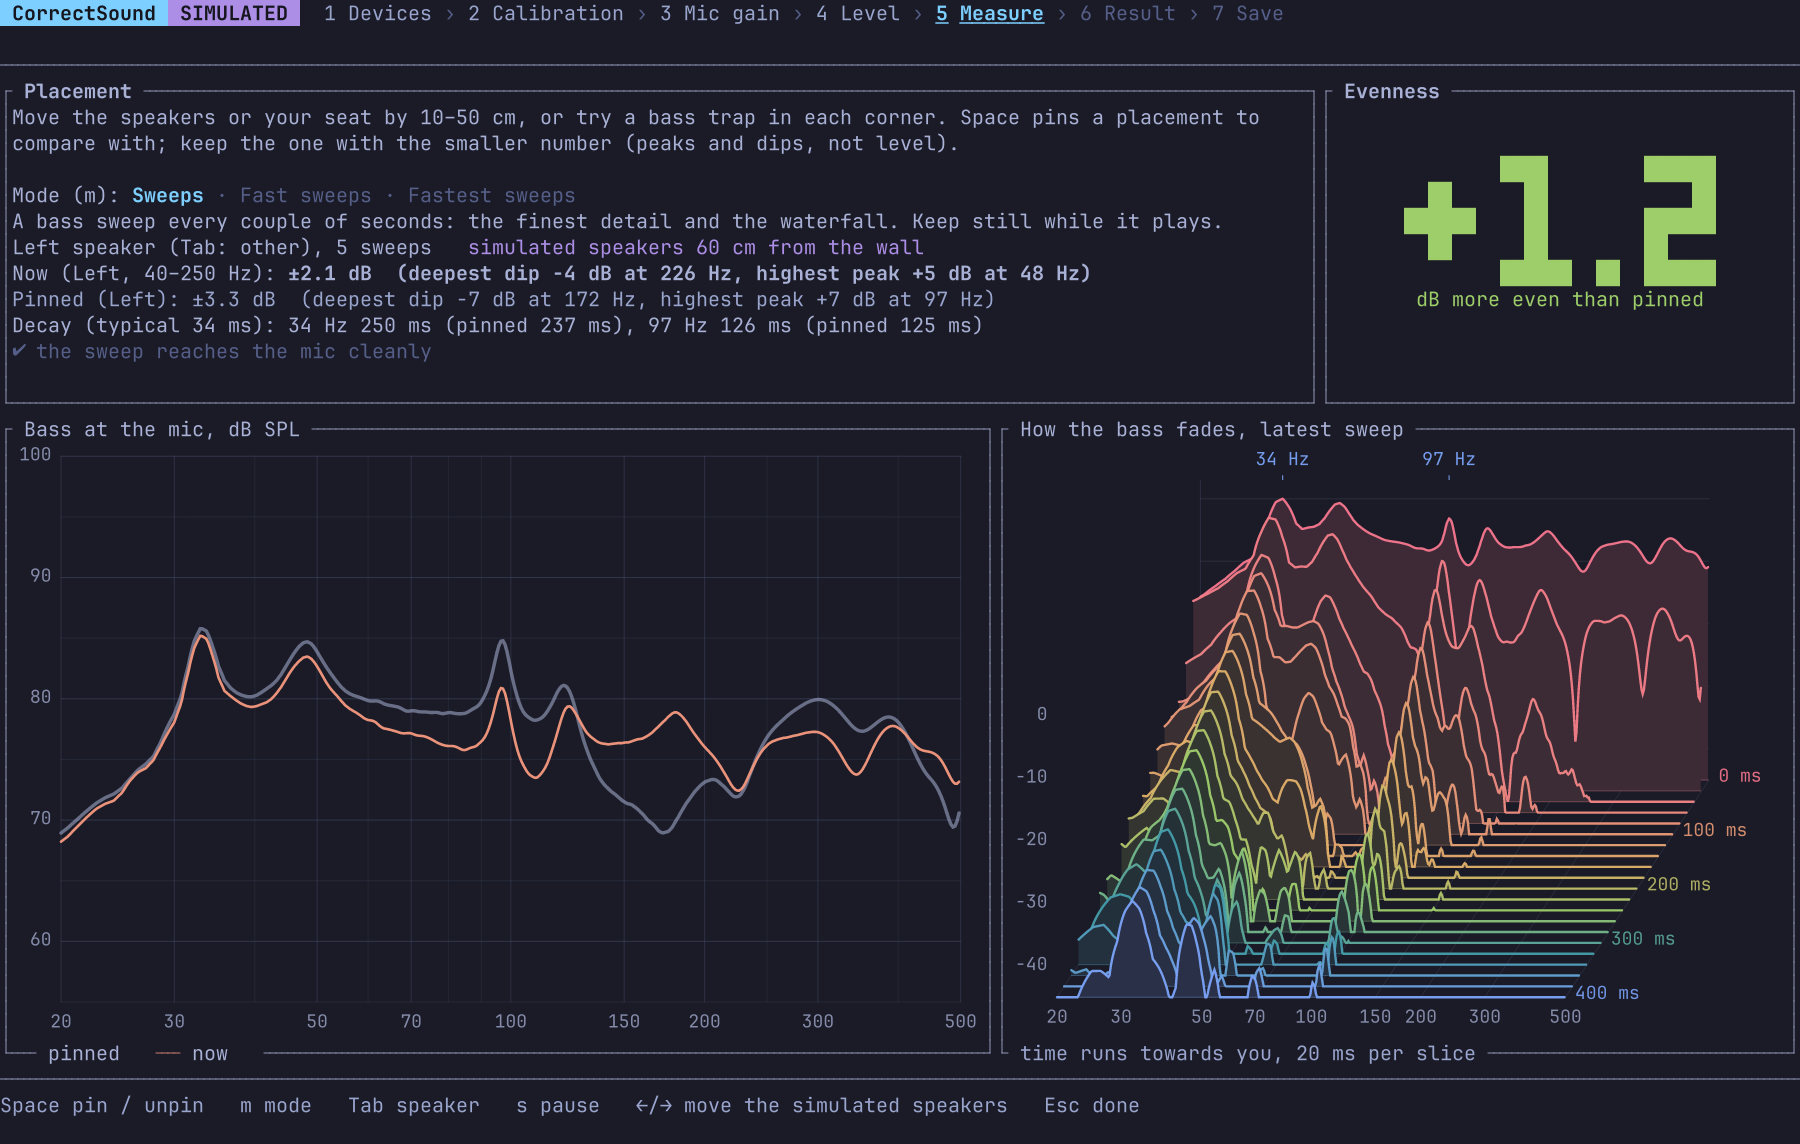 CorrectSound SIMULATED 1 Devices › 2 Calibration › 3 Mic gain › 4 Level › 5 Measure › 6 Result › 7 Save
Placement
Move the speakers or your seat by 10–50 cm, or try a bass trap in each corner. Space pins a placement to
compare with; keep the one with the smaller number (peaks and dips, not level).
Mode (m): Sweeps · Fast sweeps · Fastest sweeps
A bass sweep every couple of seconds: the finest detail and the waterfall. Keep still while it plays.
Left speaker (Tab: other), 5 sweeps simulated speakers 60 cm from the wall
Now (Left, 40–250 Hz): ±2.1 dB (deepest dip -4 dB at 226 Hz, highest peak +5 dB at 48 Hz)
Pinned (Left): ±3.3 dB (deepest dip -7 dB at 172 Hz, highest peak +7 dB at 97 Hz)
Decay (typical 34 ms): 34 Hz 250 ms (pinned 237 ms), 97 Hz 126 ms (pinned 125 ms)
✔ the sweep reaches the mic cleanly
Evenness
+1.2
dB more even than pinned
Bass at the mic, dB SPL
100
90
80
70
60
20 30 50 70 100 150 200 300 500
pinned now
How the bass fades, latest sweep
34 Hz 97 Hz
0
-10
-20
-30
-40
0 ms
100 ms
200 ms
300 ms
400 ms
20 30 50 70 100 150 200 300 500
time runs towards you, 20 ms per slice
Space pin / unpin m mode Tab speaker s pause ←/→ move the simulated speakers Esc done